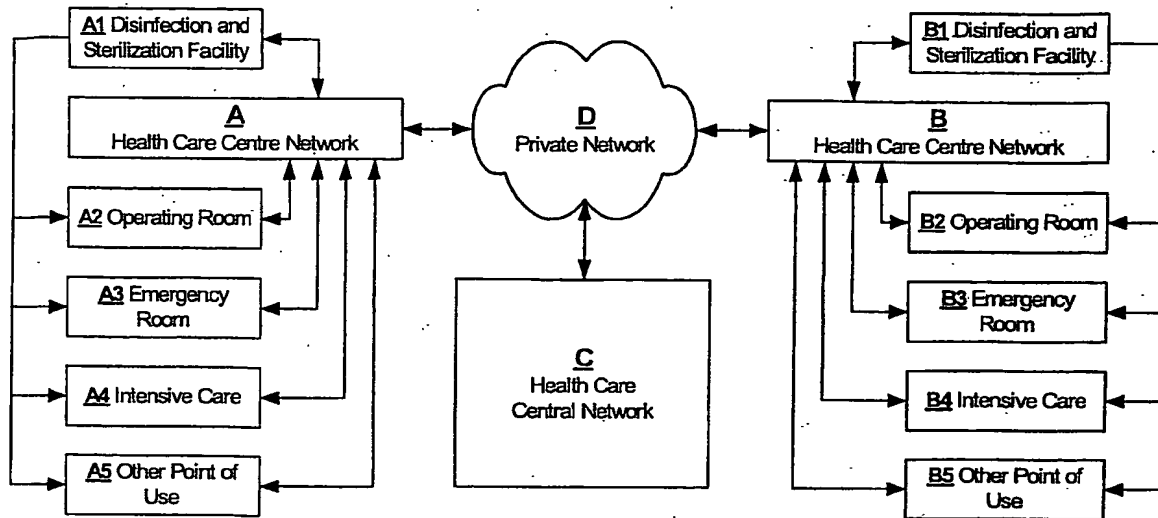 A1 Disinfection and
Sterilization Facility
A
Health Care Centre Network
A2 Operating Room
A3 Emergency
Room
A4 Intensive Care
A5 Other Point of
Use
D
Private Network
C
Health Care
Central Network
B1 Disinfection and
Sterilization Facility
B
Health Care Centre Network
B2 Operating
Room
B3 Emergency
Room
B4 Intensive Care
B5 Other Point of
Use